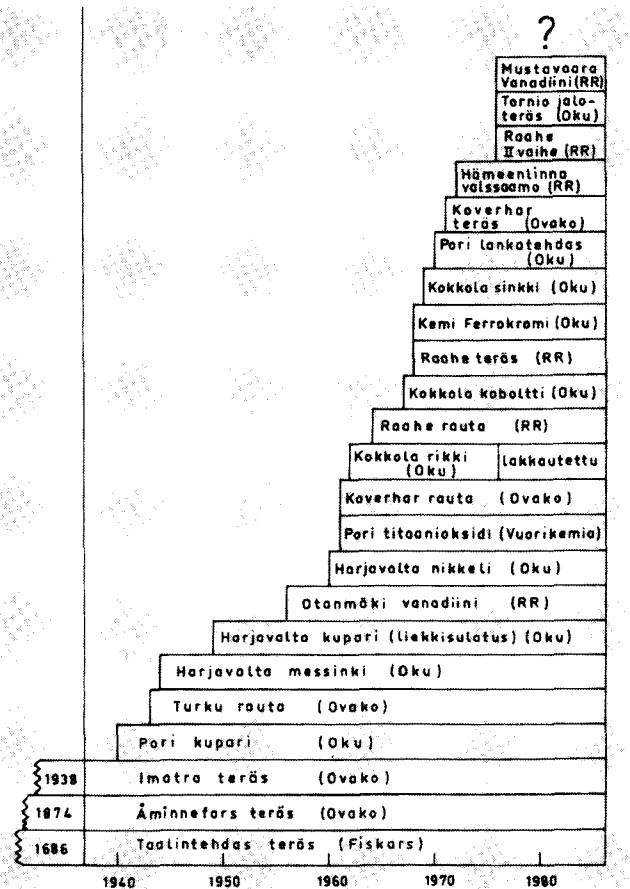 ?
Mustavaara
Vanadiini (RR)
Tornio jalo-
teräs (Oku)
Raahe
II vaihe (RR)
Hämeenlinna
valssaamo (RR)
Koverhar
teräs (Ovako)
Pori lankatehdas
(Oku)
Kokkola sinkki (Oku)
Kemi Ferrokromi (Oku)
Raahe teräs (RR)
Kokkola koboltti (Oku)
Raahe rauta (RR)
Kokkola rikki lakkautettu
(Oku)
Koverhar rauta (Ovako)
Pori titaanioksidi (Vuorikemia)
Harjavalta nikkeli (Oku)
Otanmäki vanadiini (RR)
Harjavalta kupari (liekkisulatus) (Oku)
Harjavalta messinki (Oku)
Turku rauta (Ovako)
Pori kupari (Oku)
1938 Imatra teräs (Ovako)
1874 Åminnefors teräs (Ovako)
1686 Taalintehdas teräs (Fiskars)
1940 1950 1960 1970 1980